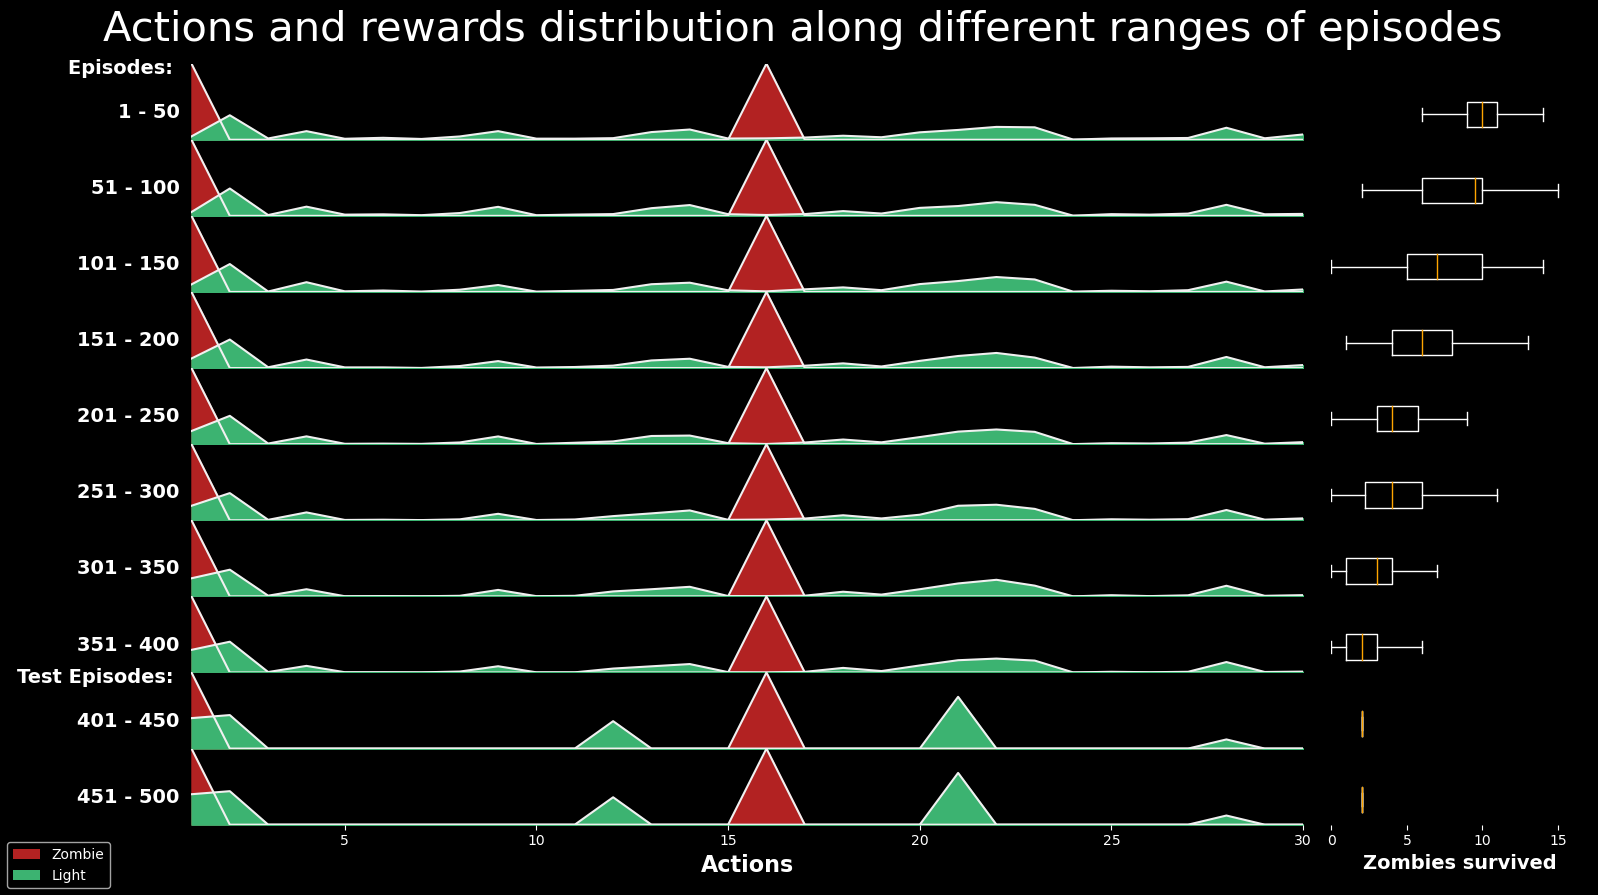 Actions and rewards distribution along different ranges of episodes
Episodes:
1 - 50
51 - 100
101 - 150
151 - 200
201 - 250
251 - 300
301 - 350
351 - 400
Test Episodes:
401 - 450
451 - 500
5 10 15 20 25 30
0 5 10 15
Actions
Zombies survived
Zombie
Light